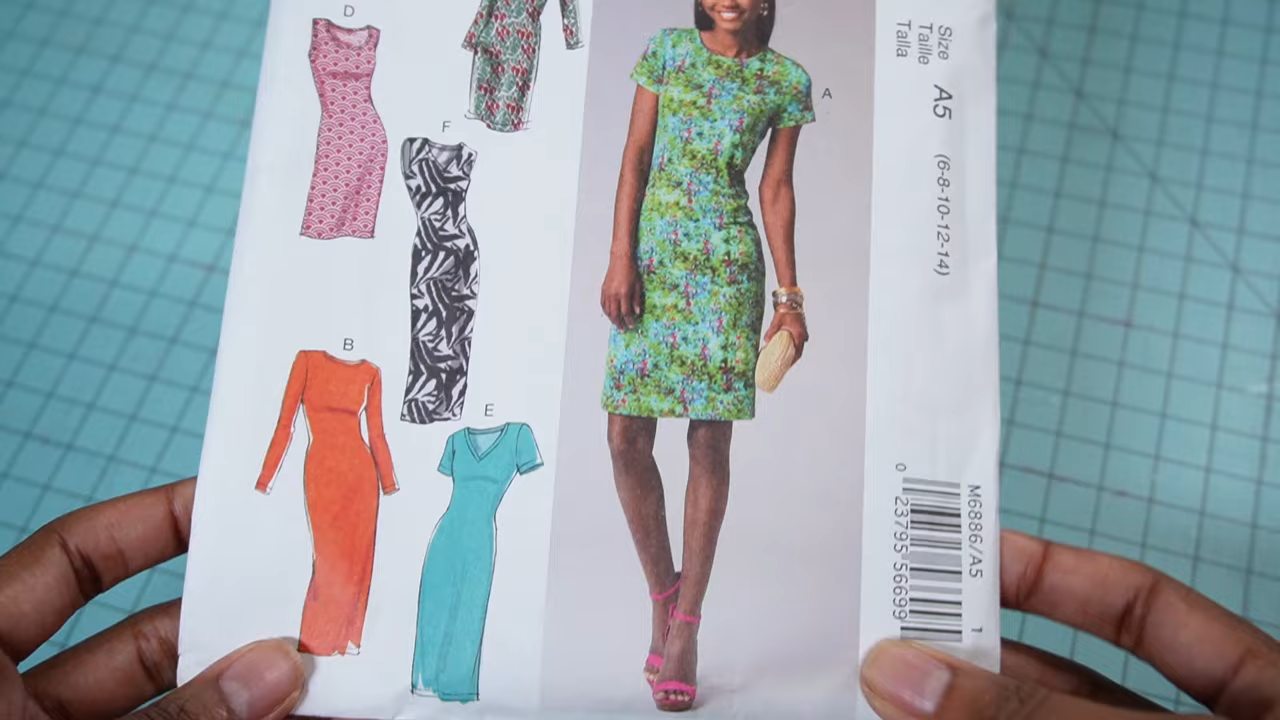 D
F
B
E
A
Size
Taille
Talla
A5
(6-8-10-12-14)
M6886/A5
0
23795 56699
1